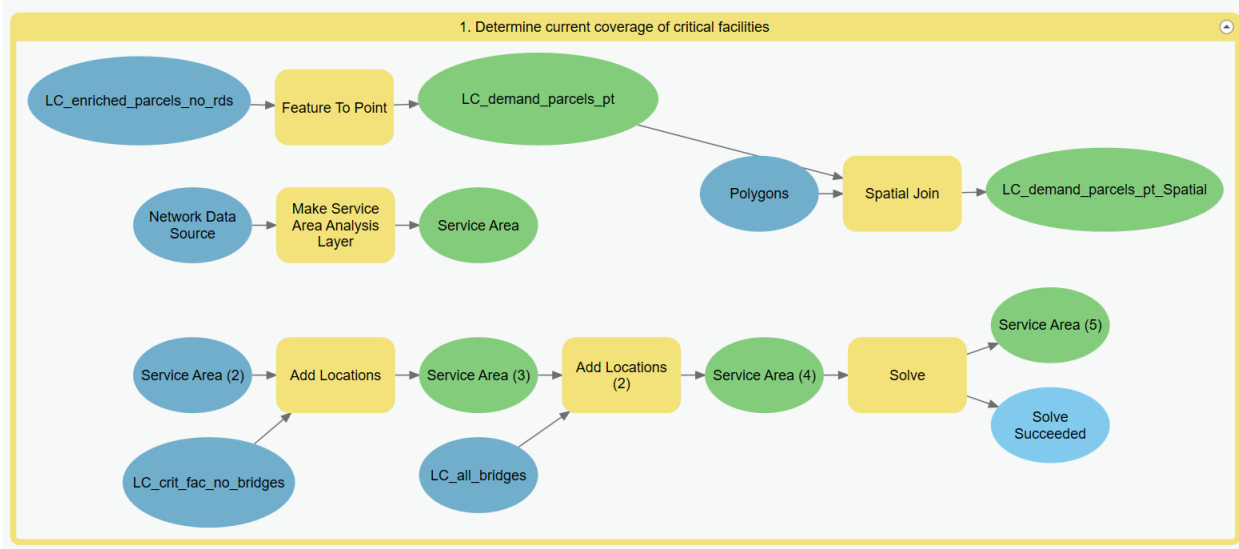 1. Determine current coverage of critical facilities
LC_enriched_parcels_no_rds
Feature To Point
LC_demand_parcels_pt
Polygons
Spatial Join
LC_demand_parcels_pt_Spatial
Network Data
Source
Make Service
Area Analysis
Layer
Service Area
Service Area (2)
Add Locations
Service Area (3)
Add Locations
(2)
Service Area (4)
Solve
Service Area (5)
Solve
Succeeded
LC_crit_fac_no_bridges
LC_all_bridges